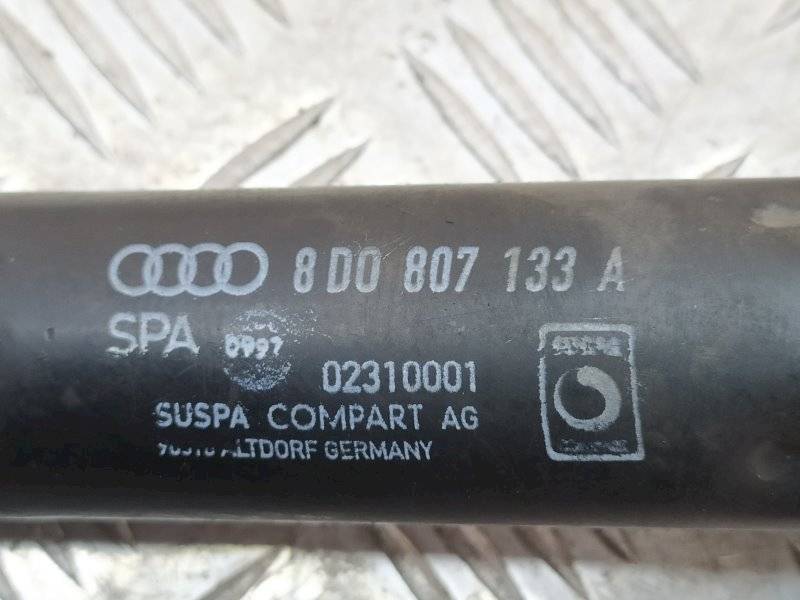 8D0 807 133 A
SPA 0997
02310001
SUSPA COMPART AG
ALTDORF GERMANY